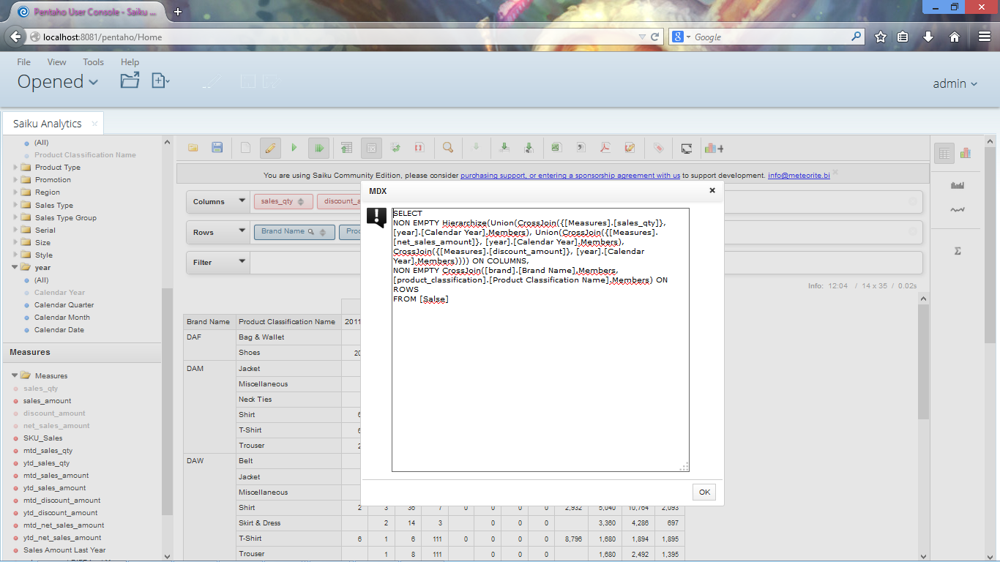 Pentaho User Console - Saiku ...
localhost:8081/pentaho/Home
Google
File View Tools Help
Opened
admin
Saiku Analytics
(All)
Product Classification Name
Product Type
Promotion
Region
Sales Type
Sales Type Group
Serial
Size
Style
year
(All)
Calendar Year
Calendar Quarter
Calendar Month
Calendar Date
Measures
Measures
sales_qty
sales_amount
discount_amount
net_sales_amount
SKU_Sales
mtd_sales_qty
ytd_sales_qty
mtd_sales_amount
ytd_sales_amount
mtd_discount_amount
ytd_discount_amount
mtd_net_sales_amount
ytd_net_sales_amount
Sales Amount Last Year
You are using Saiku Community Edition, please consider purchasing support, or entering a sponsorship agreement with us to support development. info@meteorite.bi
Columns sales_qty discount_a
Rows Brand Name Proc
Filter
Info: 12:04 / 14 x 35 / 0.02s
MDX
SELECT
NON EMPTY Hierarchize(Union(CrossJoin({[Measures].[sales_qty]},
[year].[Calendar Year].Members), Union(CrossJoin({[Measures].
[net_sales_amount]}, [year].[Calendar Year].Members),
CrossJoin({[Measures].[discount_amount]}, [year].[Calendar
Year].Members)))) ON COLUMNS,
NON EMPTY CrossJoin([brand].[Brand Name].Members,
[product_classification].[Product Classification Name].Members) ON
ROWS
FROM [Salse]
OK
Brand Name Product Classification Name 2011
DAF Bag & Wallet
Shoes 20
DAM Jacket
Miscellaneous
Neck Ties
Shirt 6
T-Shirt 6
Trouser 2
DAW Belt
Jacket
Miscellaneous
Shirt 2 3 36 7 0 0 0 0 2,932 5,040 10,764 2,093
Skirt & Dress 2 14 3 0 0 0 3,360 4,286 697
T-Shirt 6 1 6 111 0 0 0 0 8,796 1,680 1,894 1,895
Trouser 1 8 111 0 0 0 1,680 2,492 1,395